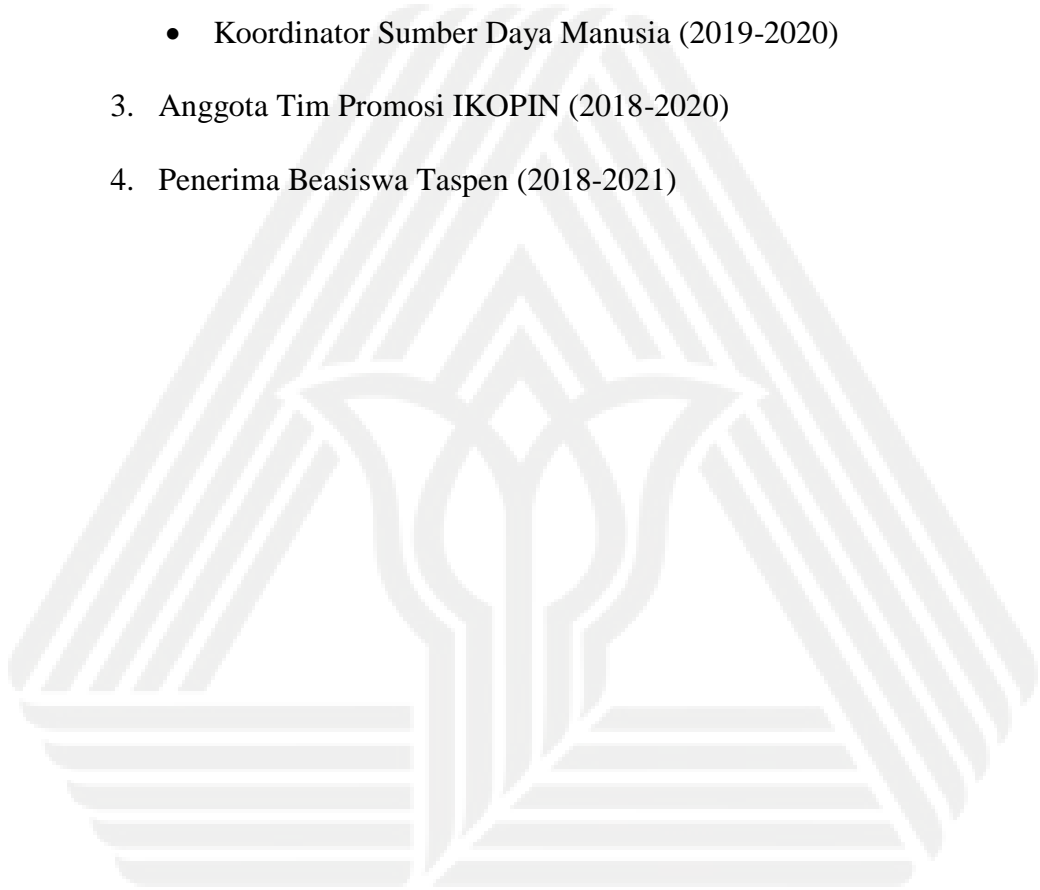 • Koordinator Sumber Daya Manusia (2019-2020)
3. Anggota Tim Promosi IKOPIN (2018-2020)
4. Penerima Beasiswa Taspen (2018-2021)